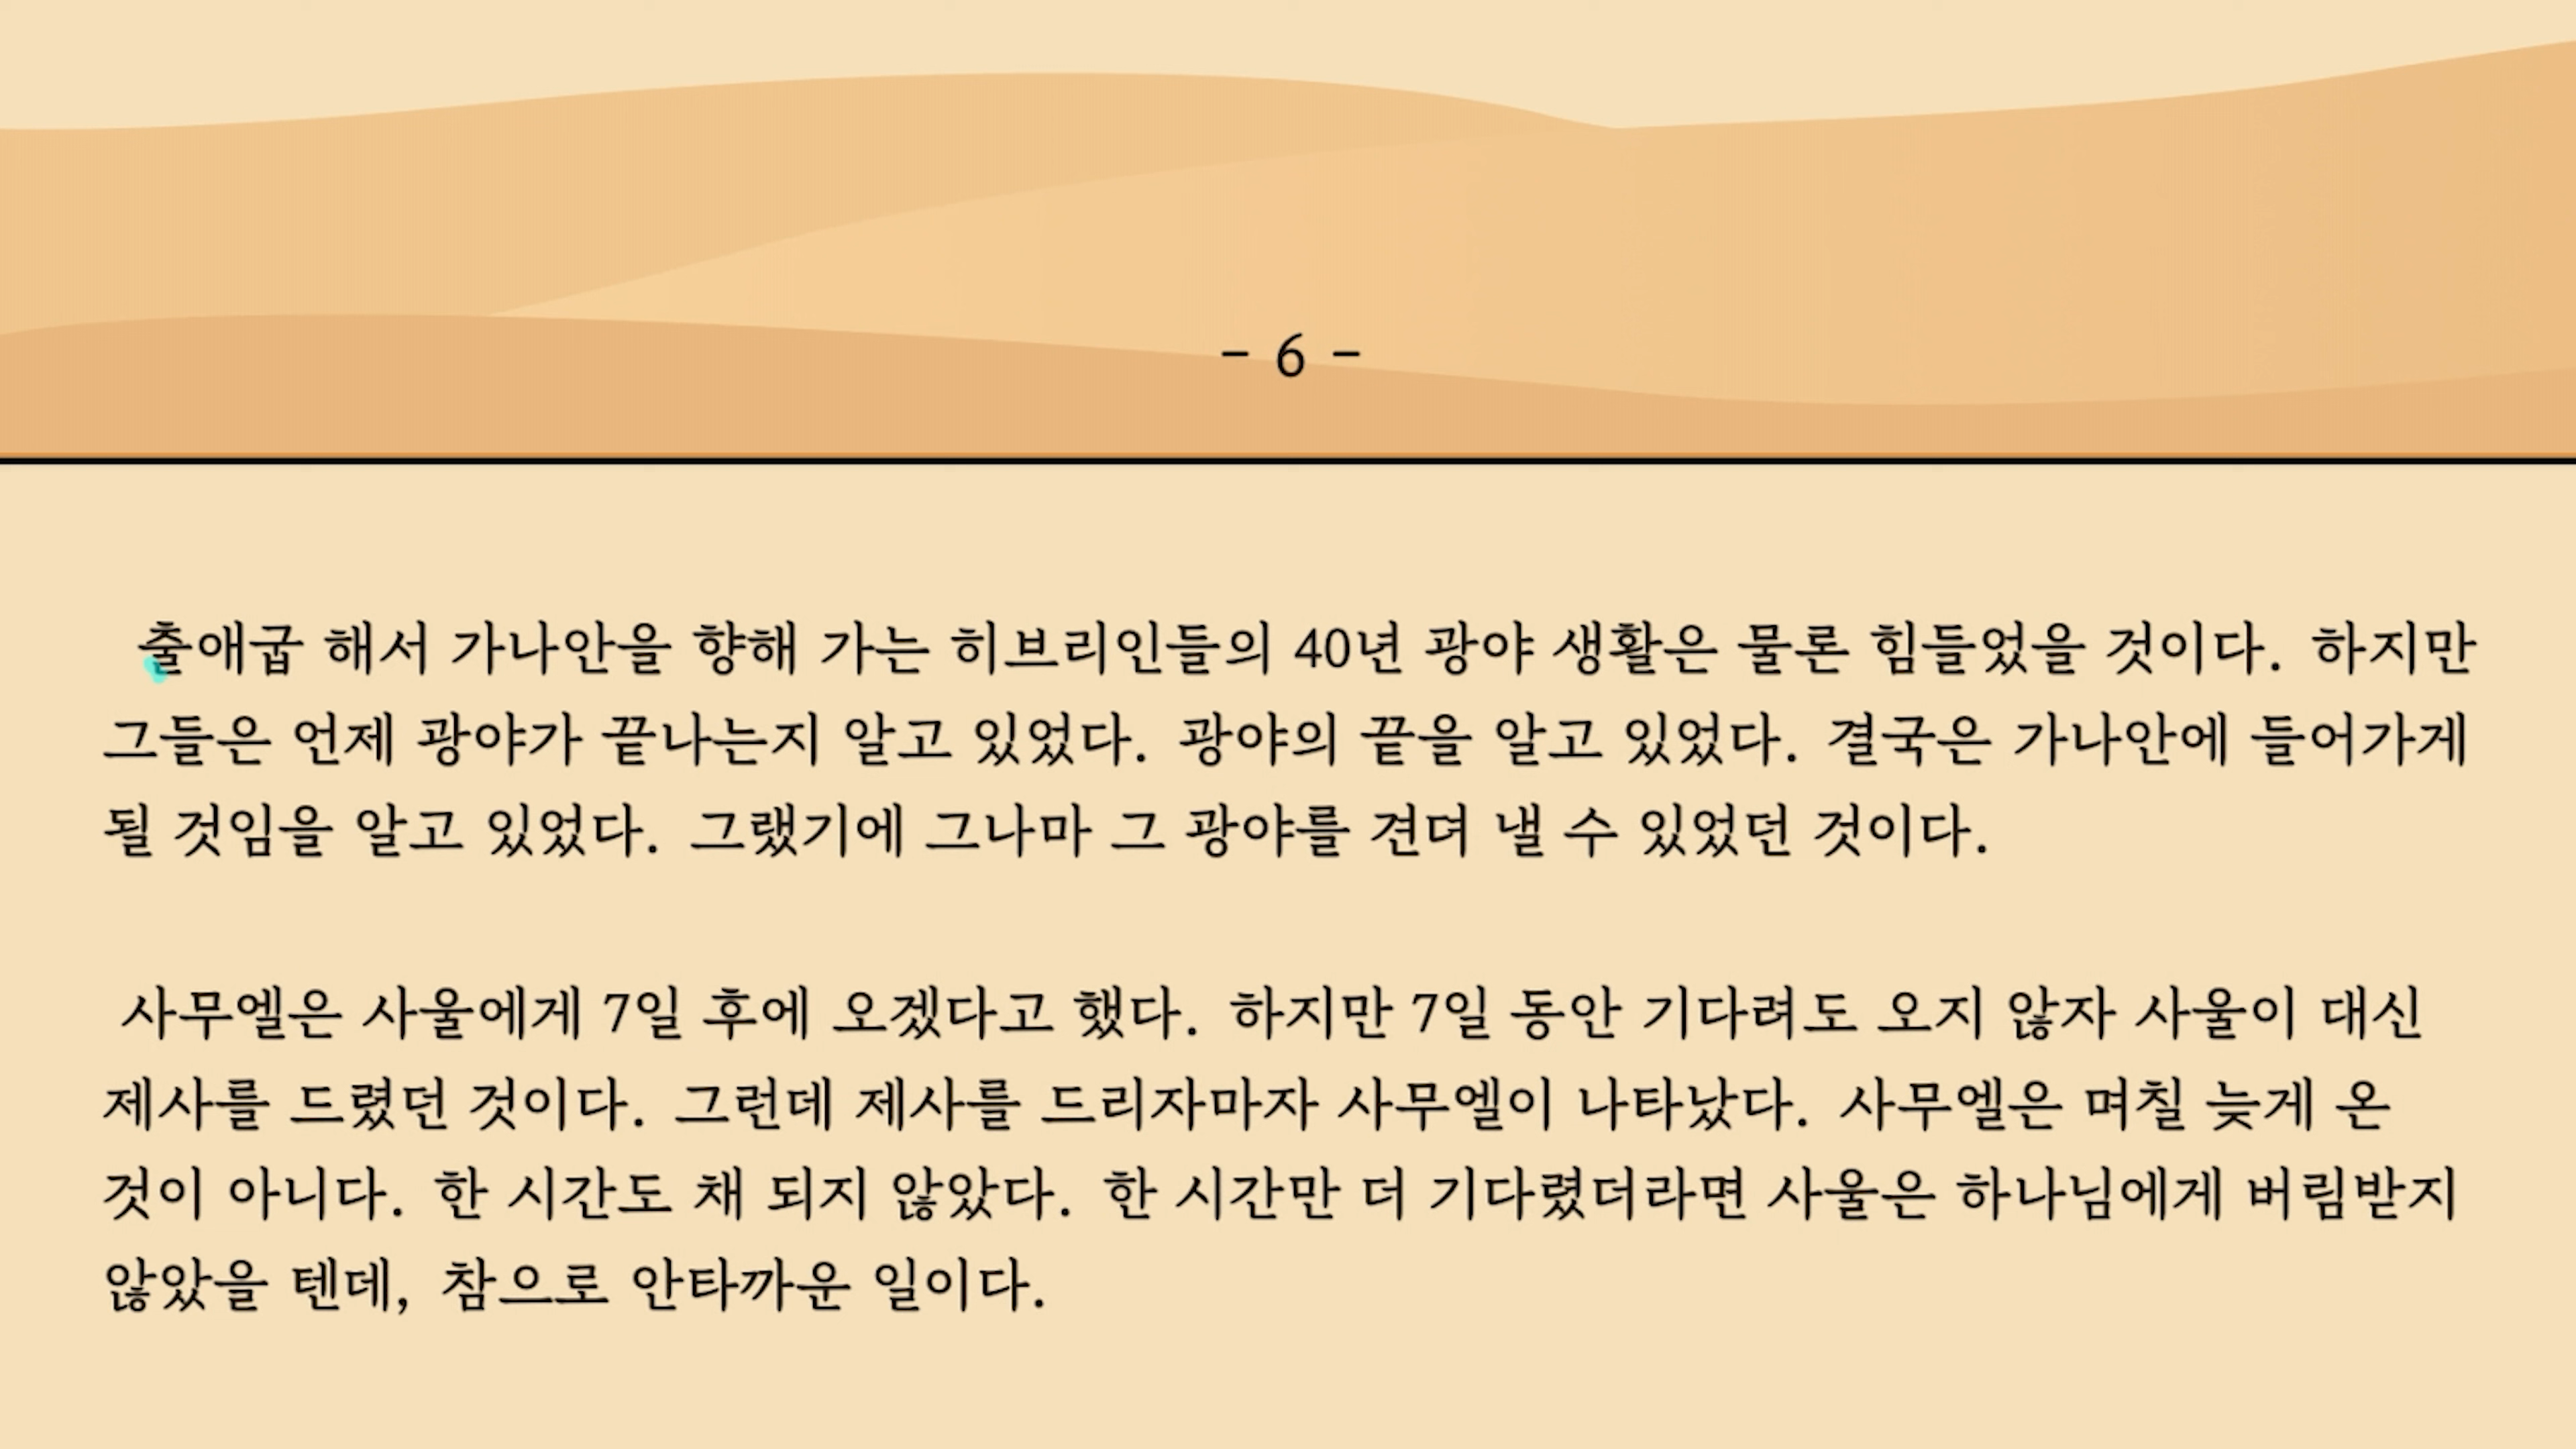 - 6 -
출애굽 해서 가나안을 향해 가는 히브리인들의 40년 광야 생활은 물론 힘들었을 것이다. 하지만
그들은 언제 광야가 끝나는지 알고 있었다. 광야의 끝을 알고 있었다. 결국은 가나안에 들어가게
될 것임을 알고 있었다. 그랬기에 그나마 그 광야를 견뎌 낼 수 있었던 것이다.
사무엘은 사울에게 7일 후에 오겠다고 했다. 하지만 7일 동안 기다려도 오지 않자 사울이 대신
제사를 드렸던 것이다. 그런데 제사를 드리자마자 사무엘이 나타났다. 사무엘은 며칠 늦게 온
것이 아니다. 한 시간도 채 되지 않았다. 한 시간만 더 기다렸더라면 사울은 하나님에게 버림받지
않았을 텐데, 참으로 안타까운 일이다.